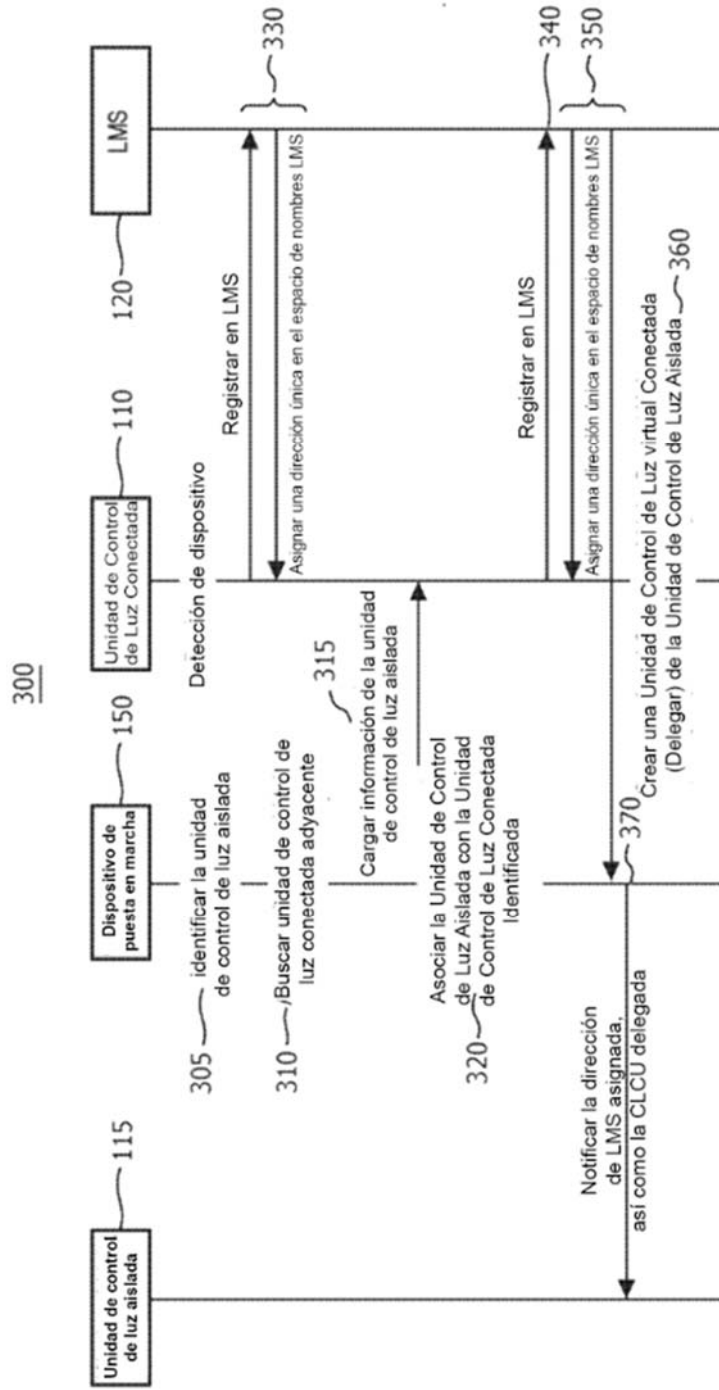 300
Unidad de control
de luz aislada
115
Dispositivo de
puesta en marcha
150
Unidad de Control
de Luz Conectada
110
LMS
120
305
identificar la unidad
de control de luz aislada
Detección de dispositivo
310
Buscar unidad de control de
luz conectada adyacente
Registrar en LMS
Asignar una dirección única en el espacio de nombres LMS
330
Cargar información de la unidad
de control de luz aislada
315
Asociar la Unidad de Control
de Luz Aislada con la Unidad
de Control de Luz Conectada
Identificada
320
Registrar en LMS
340
Asignar una dirección única en el espacio de nombres LMS
350
Notificar la dirección
de LMS asignada,
así como la CLCU delegada
370
Crear una Unidad de Control de Luz virtual Conectada
(Delegar) de la Unidad de Control de Luz Aislada
360